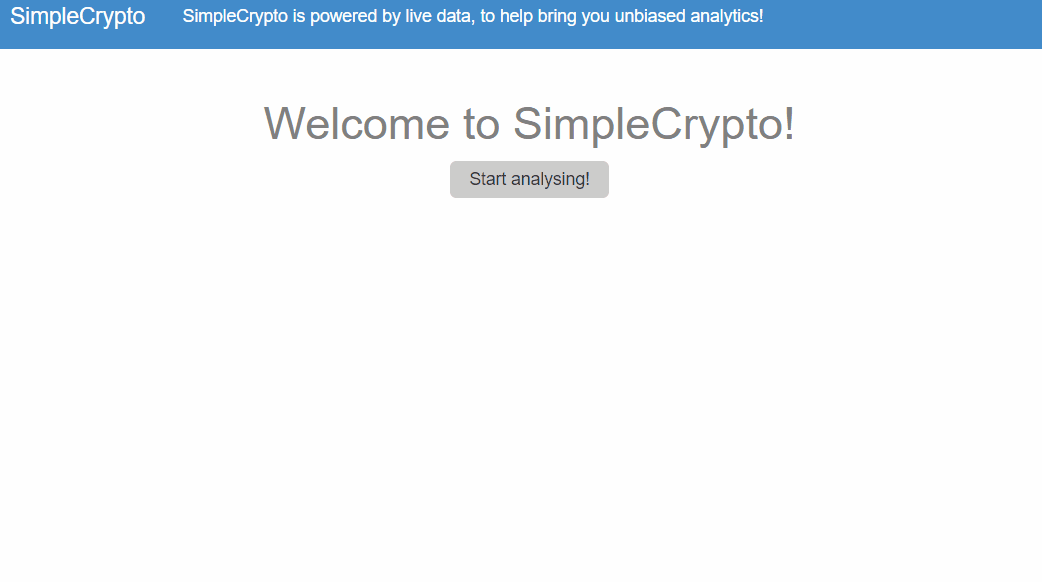 SimpleCrypto SimpleCrypto is powered by live data, to help bring you unbiased analytics!
Welcome to SimpleCrypto!
Start analysing!